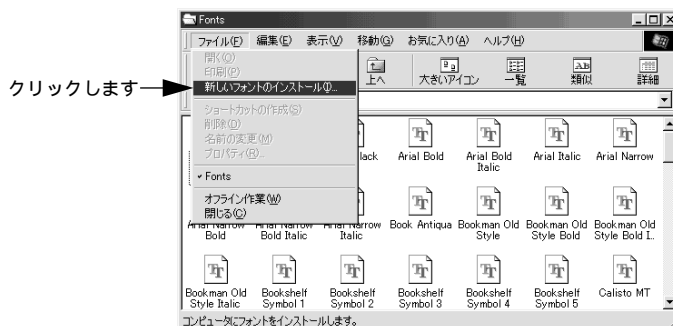 Fonts
ファイル(F) 編集(E) 表示(V) 移動(G) お気に入り(A) ヘルプ(H)
開く(O)
印刷(P)
新しいフォントのインストール(I)...
ショートカットの作成(S)
削除(D)
名前の変更(M)
プロパティ(R)...
Fonts
オフライン作業(W)
閉じる(C)
クリックします
上へ 大きいアイコン 一覧 類似 詳細
lack Arial Bold Arial Bold Italic Arial Italic Arial Narrow
Arial Narrow Bold Arial Narrow Bold Italic Arial Narrow Italic Book Antiqua Bookman Old Style Bookman Old Style Bold Bookman Old Style Bold I...
Bookman Old Style Italic Bookshelf Symbol 1 Bookshelf Symbol 2 Bookshelf Symbol 3 Bookshelf Symbol 4 Bookshelf Symbol 5 Calisto MT
コンピュータにフォントをインストールします。